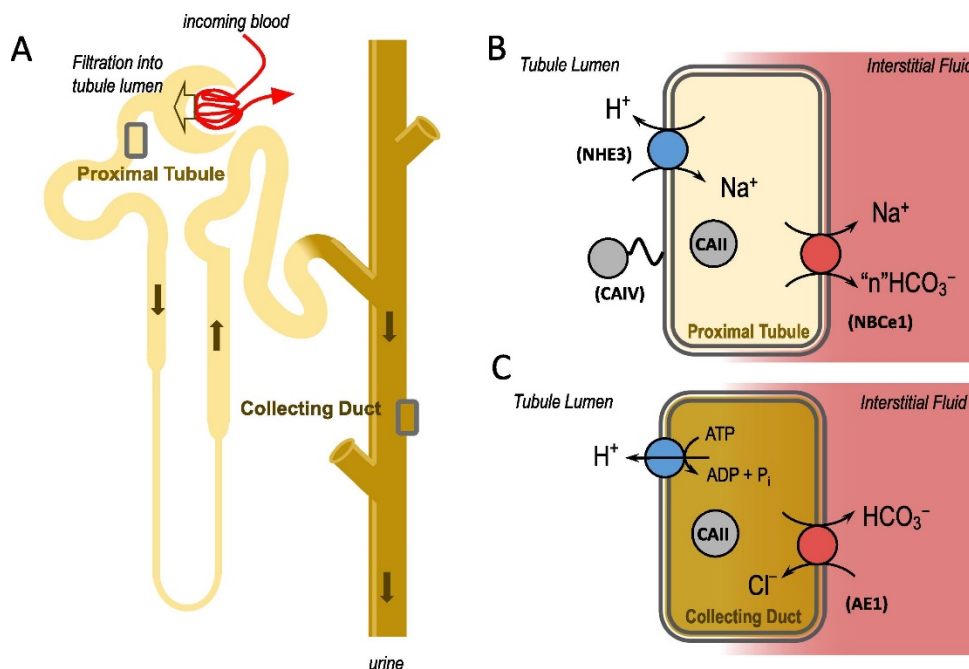 A
incoming blood
Filtration into
tubule lumen
Proximal Tubule
Collecting Duct
urine
B
Tubule Lumen
Interstitial Fluid
H⁺
(NHE3)
Na⁺
CAII
(CAIV)
Na⁺
“n”HCO₃⁻
(NBCe1)
Proximal Tubule
C
Tubule Lumen
Interstitial Fluid
H⁺
ATP
ADP + Pᵢ
CAII
HCO₃⁻
Cl⁻
(AE1)
Collecting Duct